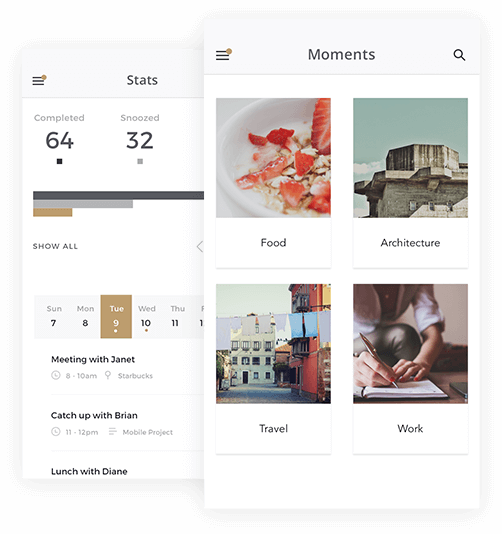 Stats
Completed Snoozed
64 32
SHOW ALL
Sun Mon Tue Wed Thu
7 8 9 10 11
Meeting with Janet
8 - 10am Starbucks
Catch up with Brian
11 - 12pm Mobile Project
Lunch with Diane
Moments
Food Architecture
Travel Work